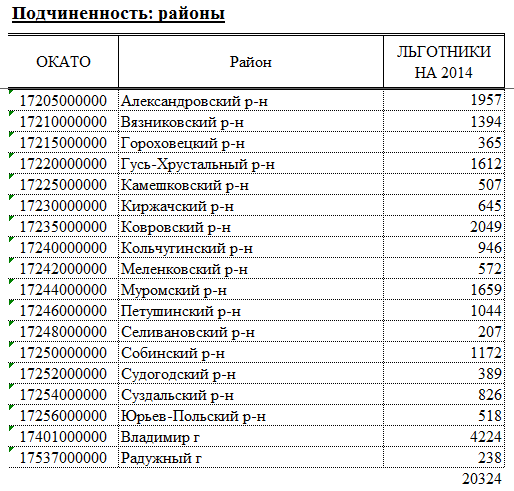 Подчиненность: районы
ОКАТО Район ЛЬГОТНИКИ НА 2014
17205000000 Александровский р-н 1957
17210000000 Вязниковский р-н 1394
17215000000 Гороховецкий р-н 365
17220000000 Гусь-Хрустальный р-н 1612
17225000000 Камешковский р-н 507
17230000000 Киржачский р-н 645
17235000000 Ковровский р-н 2049
17240000000 Кольчугинский р-н 946
17242000000 Меленковский р-н 572
17244000000 Муромский р-н 1659
17246000000 Петушинский р-н 1044
17248000000 Селивановский р-н 207
17250000000 Собинский р-н 1172
17252000000 Судогодский р-н 389
17254000000 Суздальский р-н 826
17256000000 Юрьев-Польский р-н 518
17401000000 Владимир г 4224
17537000000 Радужный г 238
20324